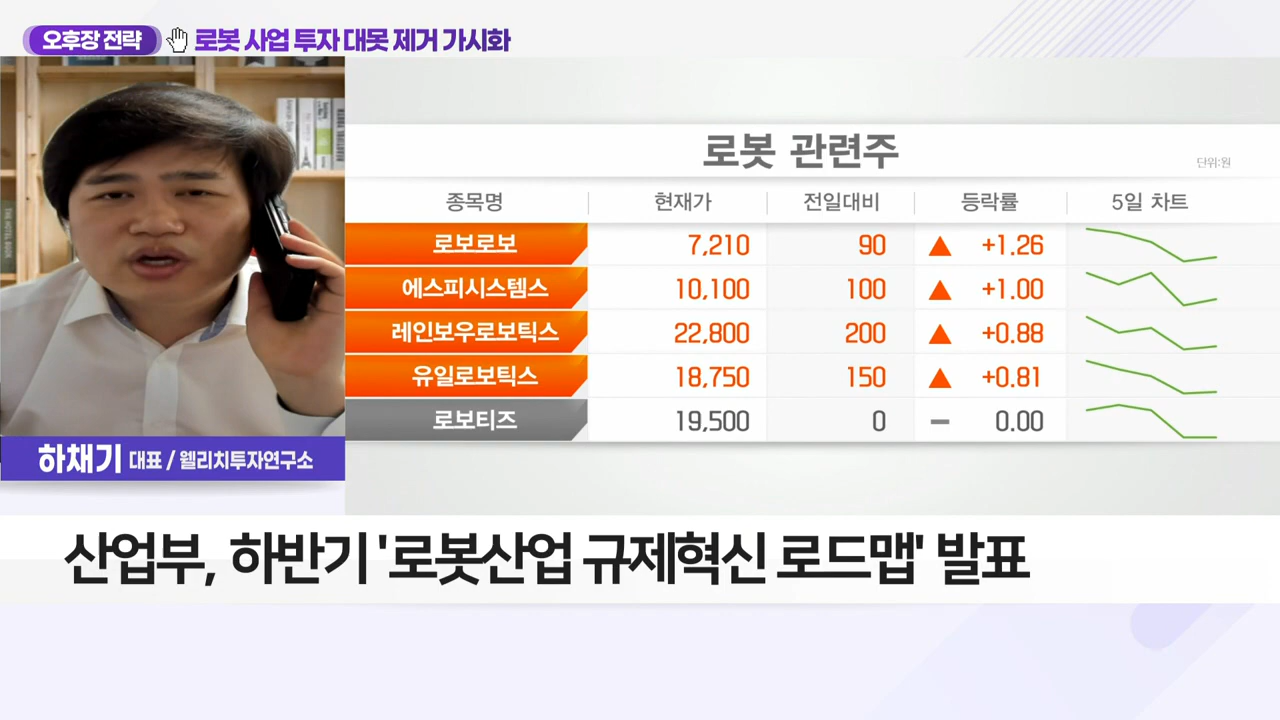 오후장 전략 로봇 사업 투자 대못 제거 가시화
로봇 관련주
단위:원
종목명 현재가 전일대비 등락률 5일 차트
로보로보 7,210 90 ▲ +1.26
에스피시스템스 10,100 100 ▲ +1.00
레인보우로보틱스 22,800 200 ▲ +0.88
유일로보틱스 18,750 150 ▲ +0.81
로보티즈 19,500 0 − 0.00
하채기 대표 / 웰리치투자연구소
산업부, 하반기 '로봇산업 규제혁신 로드맵' 발표